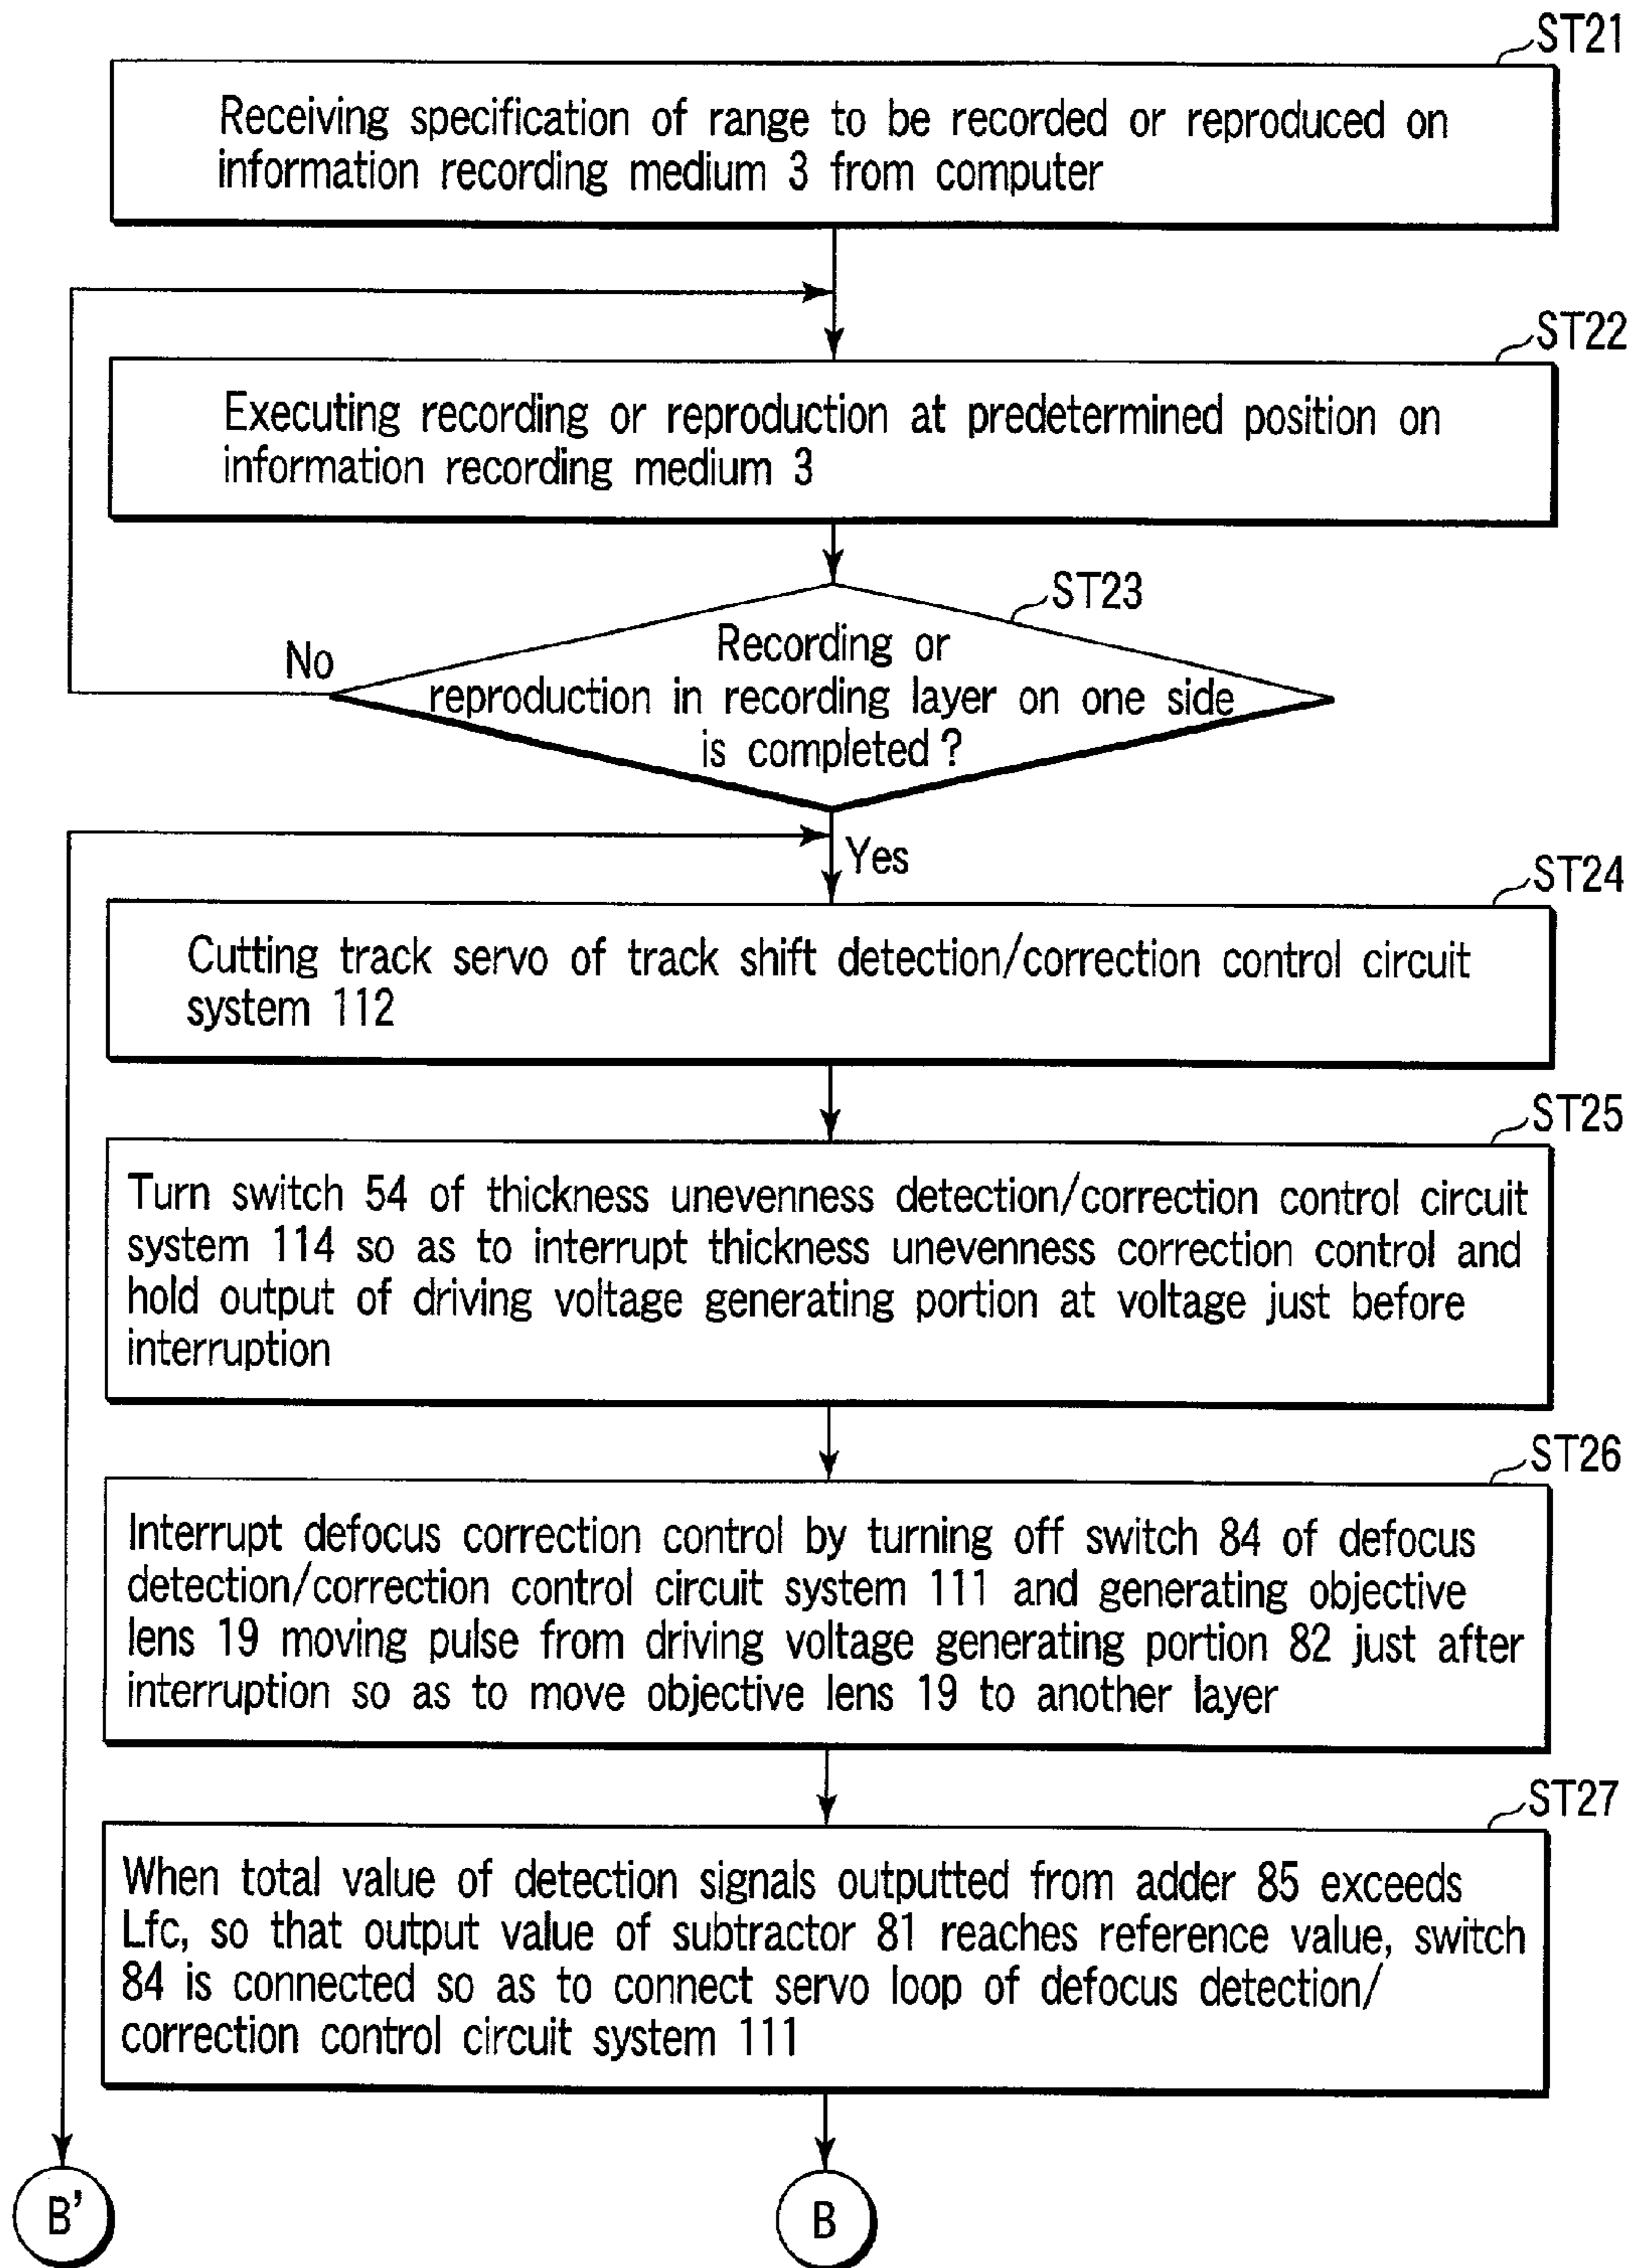 ST21
Receiving specification of range to be recorded or reproduced on
information recording medium 3 from computer
ST22
Executing recording or reproduction at predetermined position on
information recording medium 3
ST23
Recording or
No
reproduction in recording layer on one side
is completed ?
Yes
ST24
Cutting track servo of track shift detection/correction control circuit
system 112
ST25
Turn switch 54 of thickness unevenness detection/correction control circuit
system 114 so as to interrupt thickness unevenness correction control and
hold output of driving voltage generating portion at voltage just before
interruption
ST26
Interrupt defocus correction control by turning off switch 84 of defocus
detection/correction control circuit system 111 and generating objective
lens 19 moving pulse from driving voltage generating portion 82 just after
interruption so as to move objective lens 19 to another layer
ST27
When total value of detection signals outputted from adder 85 exceeds
Lfc, so that output value of subtractor 81 reaches reference value, switch
84 is connected so as to connect servo loop of defocus detection/
correction control circuit system 111
B'
B